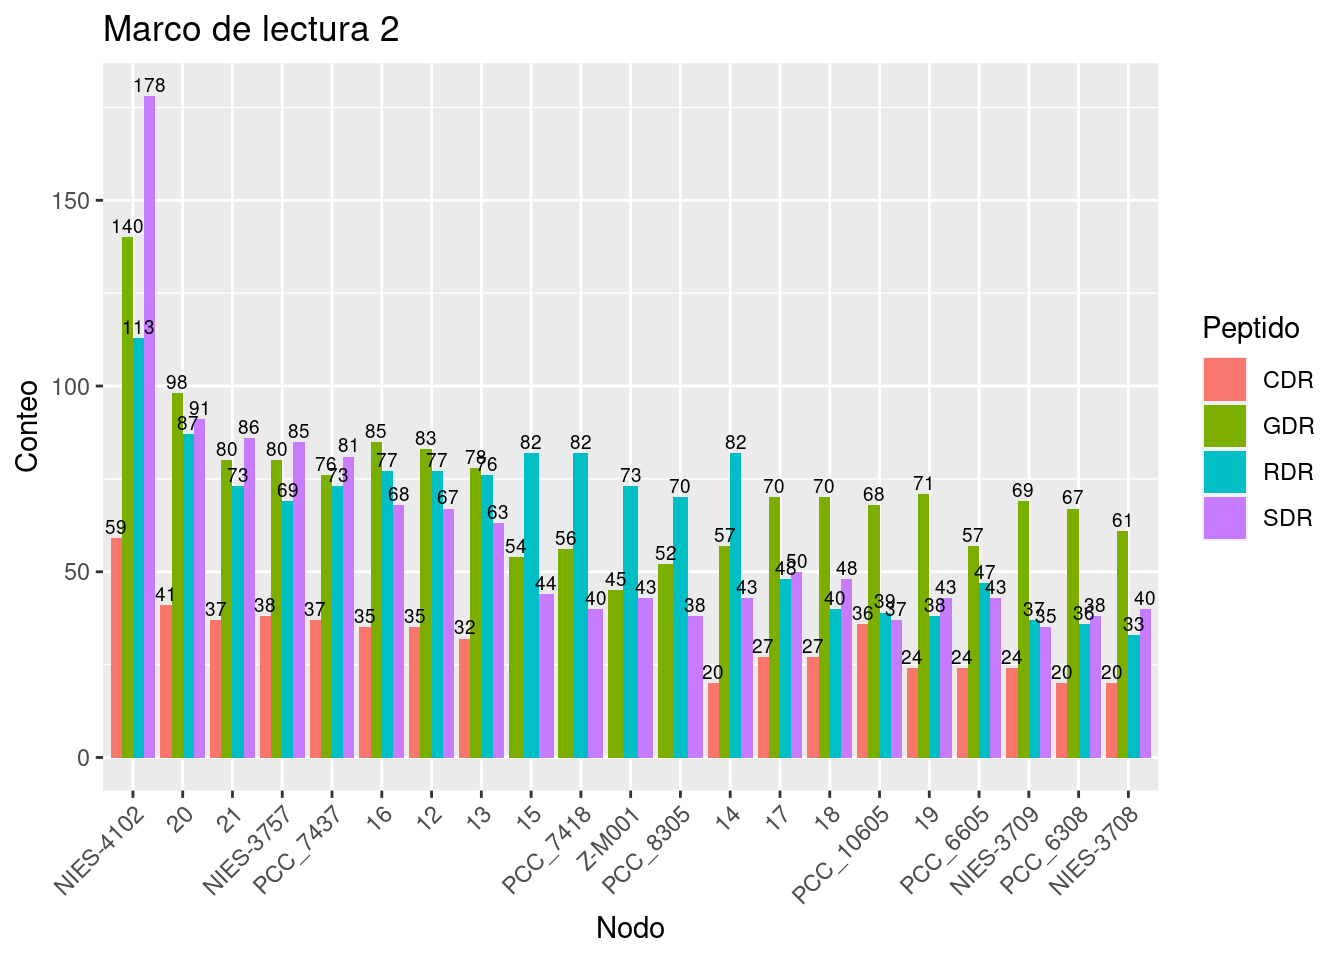 Marco de lectura 2
Conteo
150
100
50
0
59 140 113 178
41 98 87 91
37 80 73 86
38 80 69 85
37 76 73 81
35 85 77 68
35 83 77 67
32 78 76 63
54 82 44
56 82 40
45 73 43
52 70 38
20 57 82 43
27 70 48 50
27 70 40 48
36 68 39 37
24 71 38 43
24 57 47 43
24 69 37 35
20 67 36 38
20 61 33 40
NIES-4102
20
21
NIES-3757
PCC_7437
16
12
13
15
PCC_7418
Z-M001
PCC_8305
14
17
18
PCC_10605
19
PCC_6605
NIES-3709
PCC_6308
NIES-3708
Nodo
Peptido
CDR
GDR
RDR
SDR